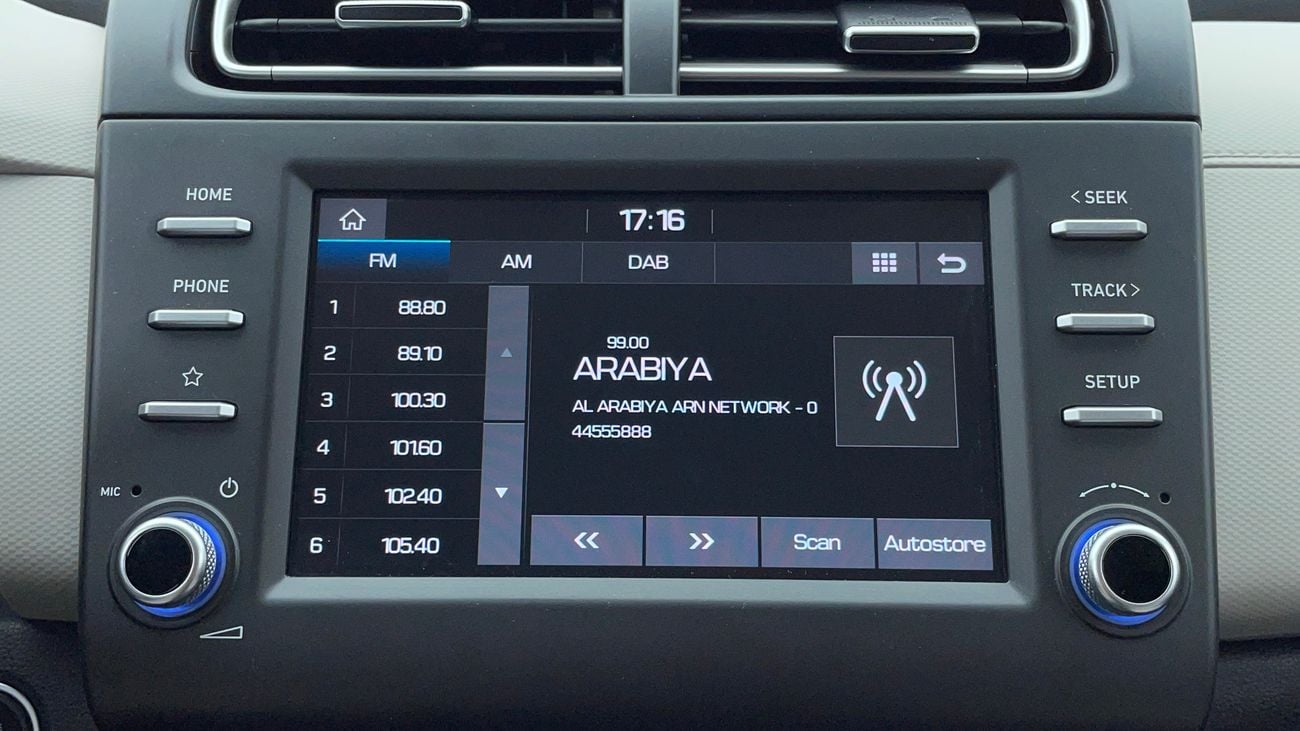 HOME
PHONE
MIC
17:16
FM AM DAB
1 88.80
2 89.10
3 100.30
4 101.60
5 102.40
6 105.40
99.00
ARABIYA
AL ARABIYA ARN NETWORK - 0
44555888
<< >> Scan Autostore
< SEEK
TRACK >
SETUP